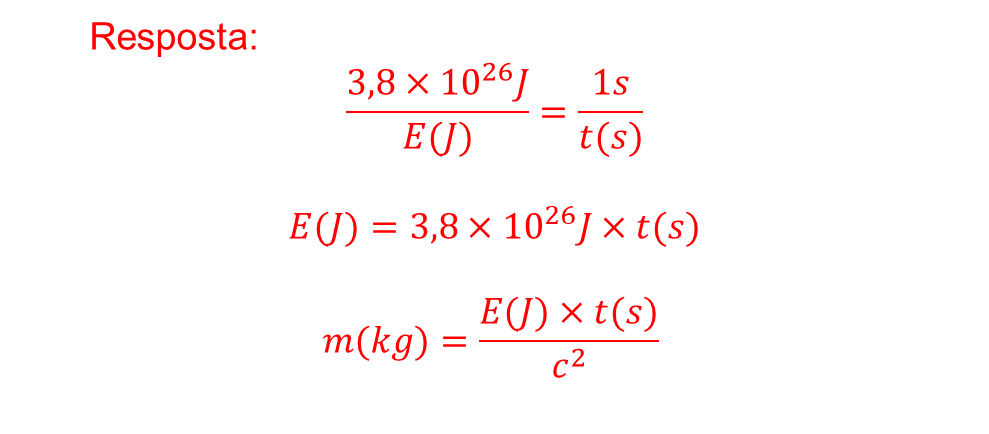 Resposta:
3,8 × 10²⁶J / E(J) = 1s / t(s)
E(J) = 3,8 × 10²⁶J × t(s)
m(kg) = E(J) × t(s) / c²